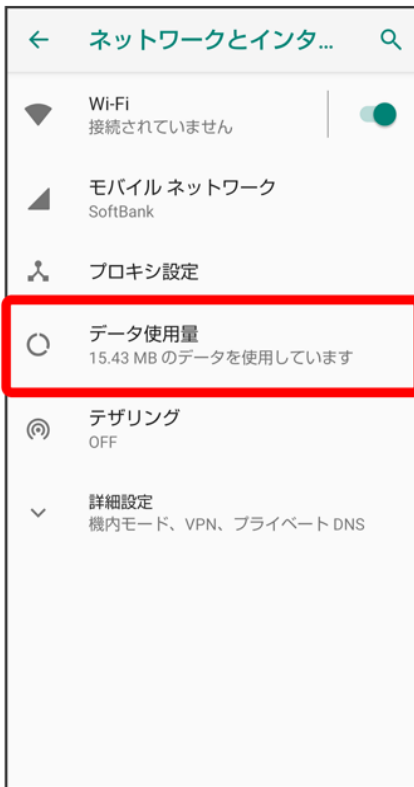 ネットワークとインタ...
Wi-Fi
接続されていません
モバイル ネットワーク
SoftBank
プロキシ設定
データ使用量
15.43 MB のデータを使用しています
テザリング
OFF
詳細設定
機内モード、VPN、プライベート DNS